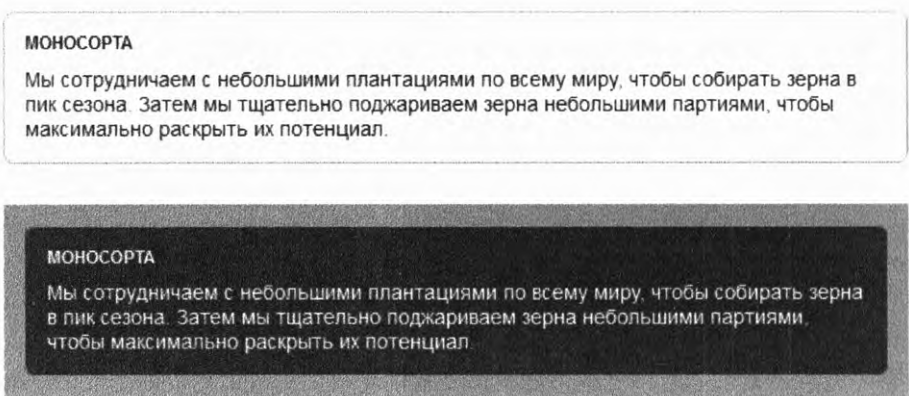 МОНОСОРТА
Мы сотрудничаем с небольшими плантациями по всему миру, чтобы собирать зерна в
пик сезона. Затем мы тщательно поджариваем зерна небольшими партиями, чтобы
максимально раскрыть их потенциал.
МОНОСОРТА
Мы сотрудничаем с небольшими плантациями по всему миру, чтобы собирать зерна
в пик сезона. Затем мы тщательно поджариваем зерна небольшими партиями,
чтобы максимально раскрыть их потенциал.